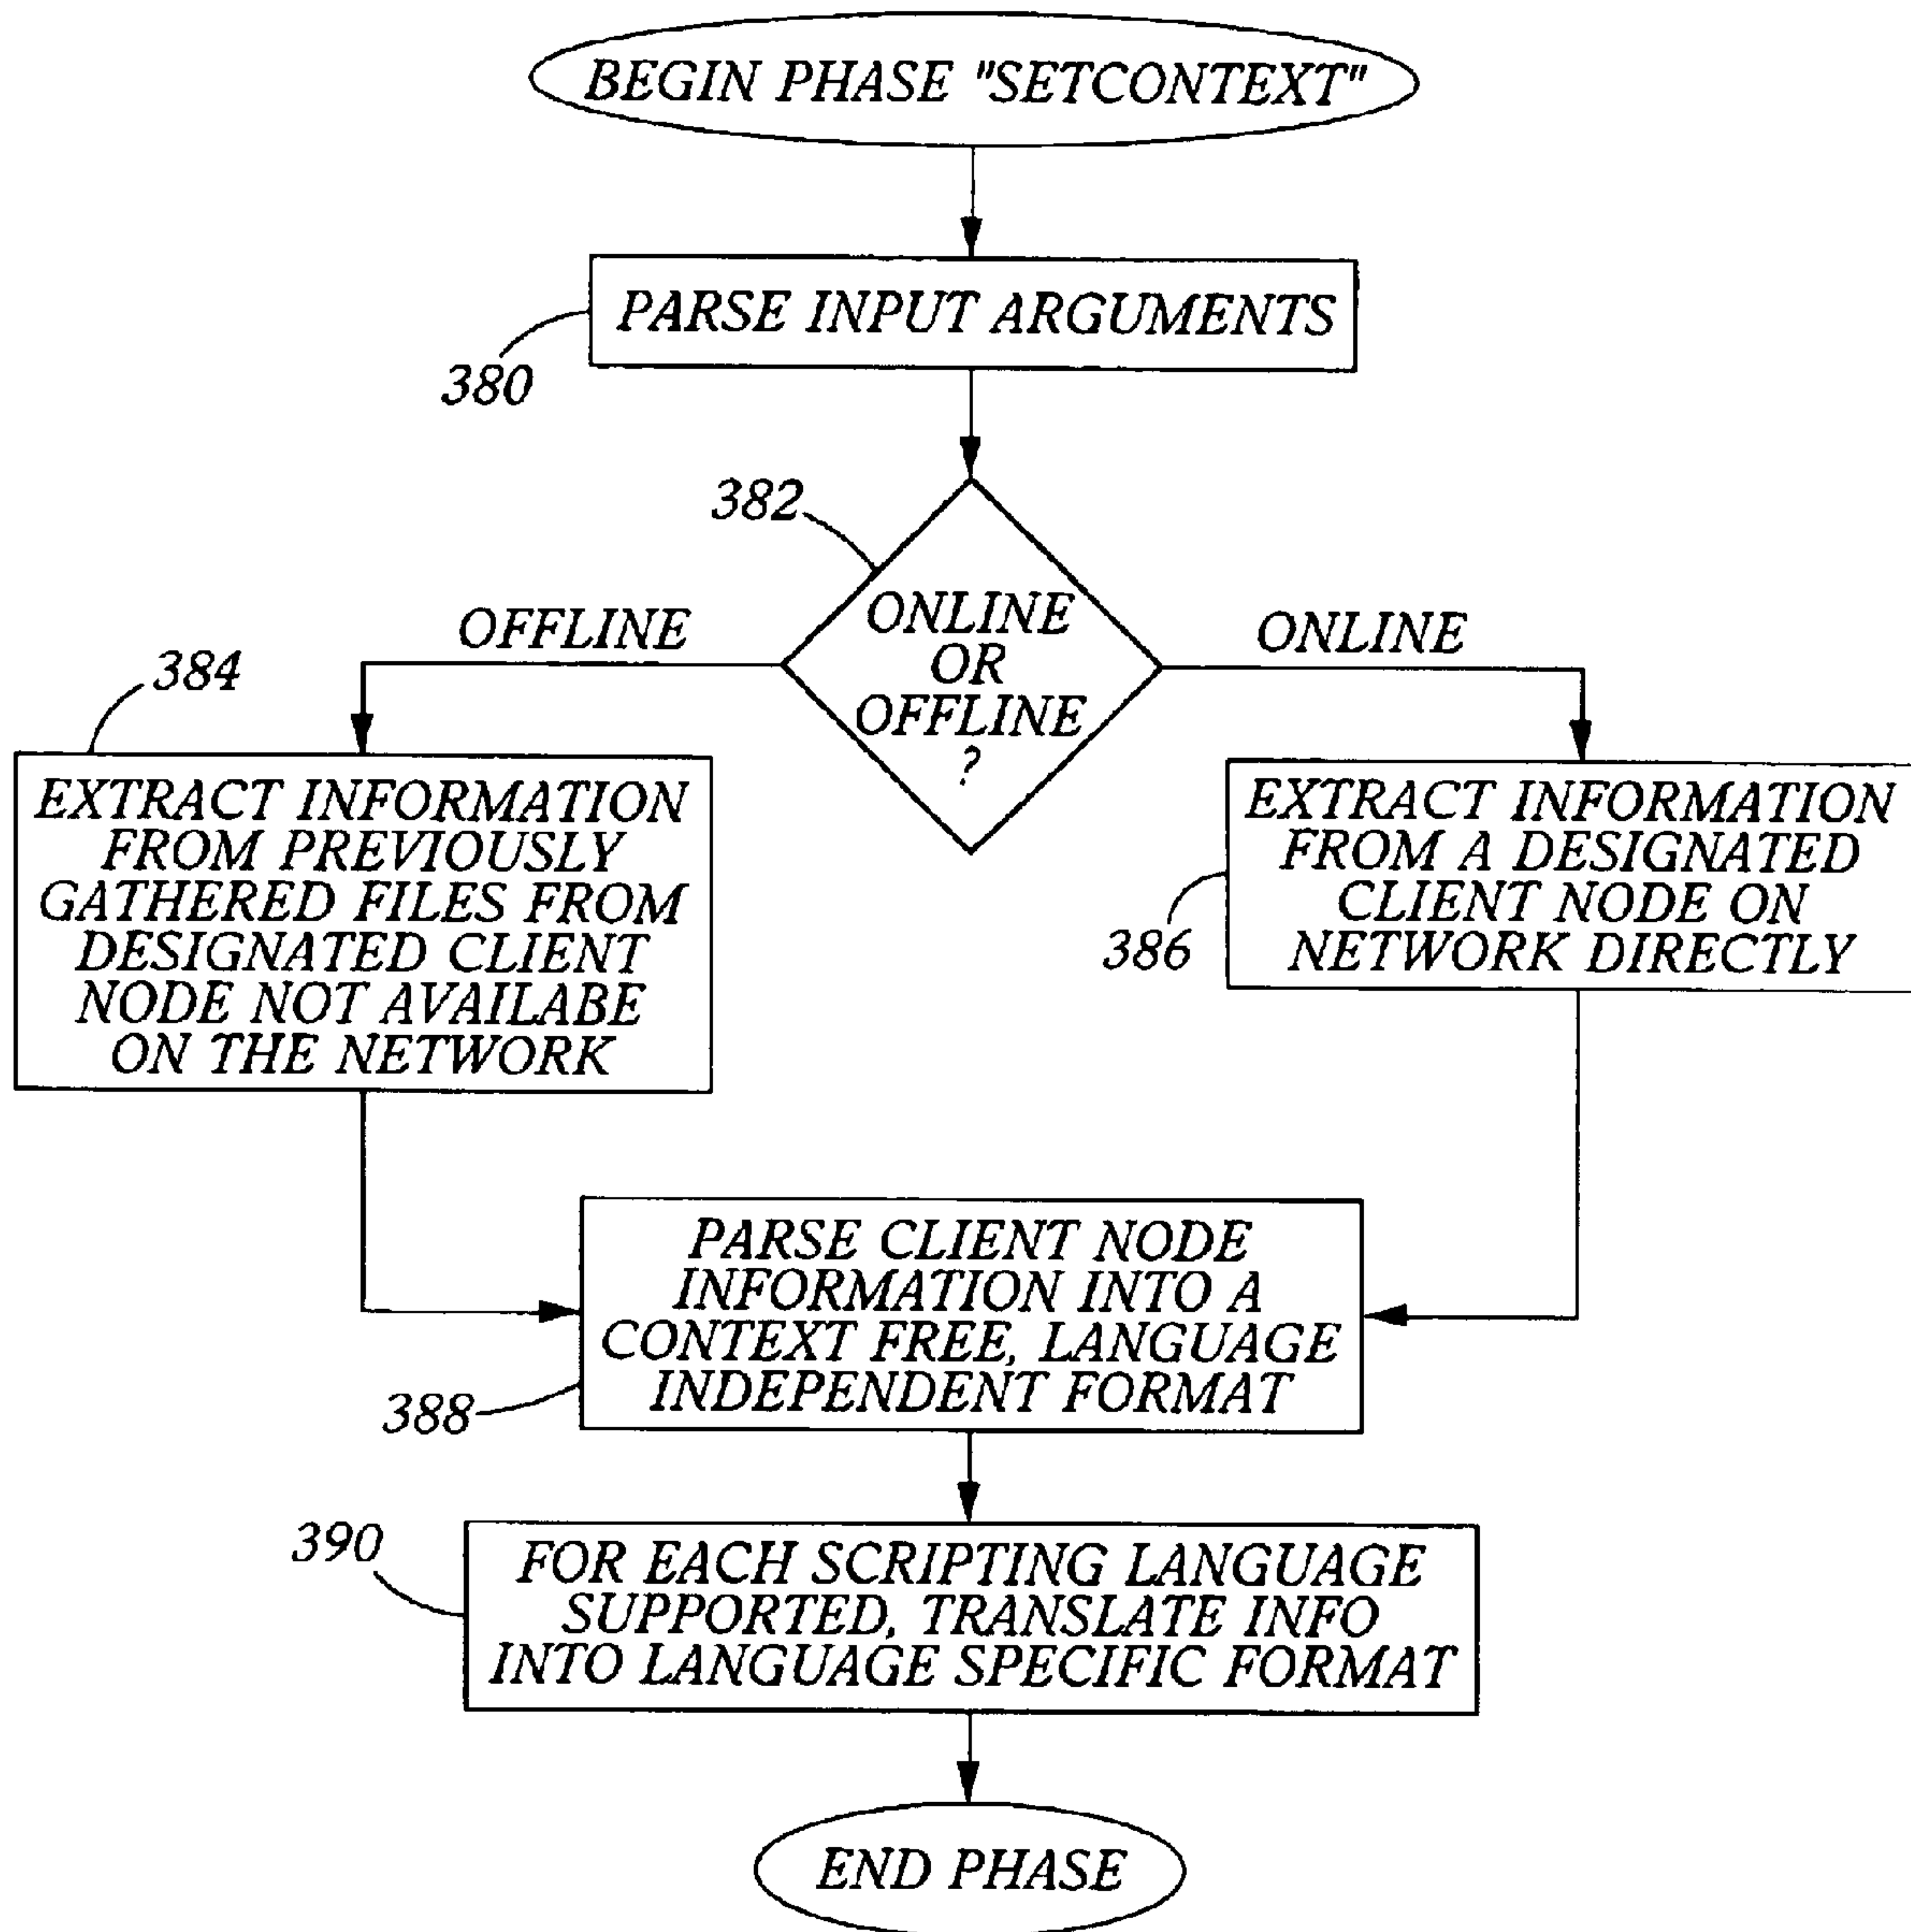 BEGIN PHASE "SETCONTEXT"
PARSE INPUT ARGUMENTS
380
382
ONLINE
OR
OFFLINE
?
OFFLINE
ONLINE
384
EXTRACT INFORMATION
FROM PREVIOUSLY
GATHERED FILES FROM
DESIGNATED CLIENT
NODE NOT AVAILABE
ON THE NETWORK
EXTRACT INFORMATION
FROM A DESIGNATED
CLIENT NODE ON
NETWORK DIRECTLY
386
PARSE CLIENT NODE
INFORMATION INTO A
CONTEXT FREE, LANGUAGE
INDEPENDENT FORMAT
388
390
FOR EACH SCRIPTING LANGUAGE
SUPPORTED, TRANSLATE INFO
INTO LANGUAGE SPECIFIC FORMAT
END PHASE